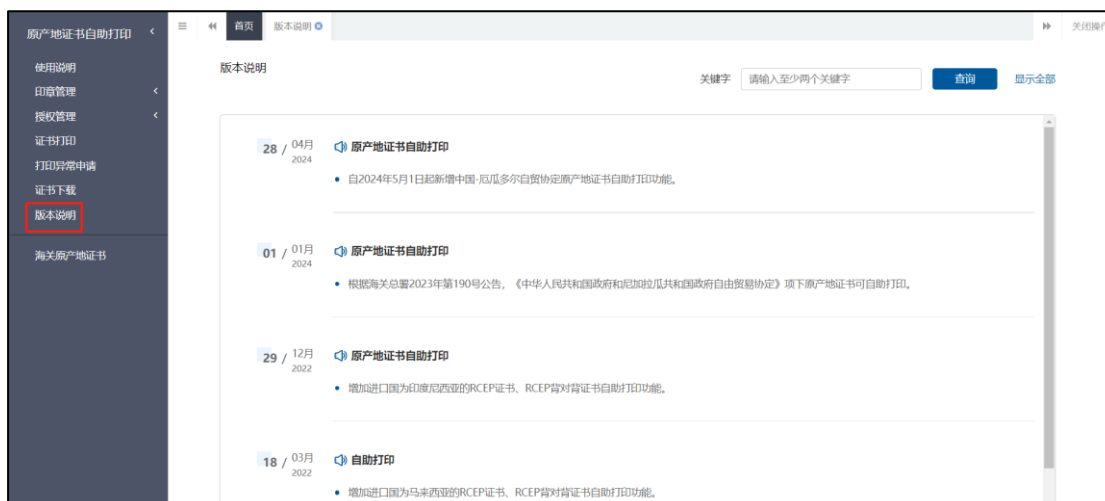 原产地证书自助打印
首页
版本说明
关闭操作
使用说明
印章管理
授权管理
证书打印
打印异常申请
证书下载
版本说明
海关原产地证书
版本说明
关键字
请输入至少两个关键字
查询
显示全部
28 / 04月 2024
原产地证书自助打印
自2024年5月1日起新增中国-厄瓜多尔自贸协定原产地证书自助打印功能。
01 / 01月 2024
原产地证书自助打印
根据海关总署2023年第190号公告，《中华人民共和国政府和尼加拉瓜共和国政府自由贸易协定》项下原产地证书可自助打印。
29 / 12月 2022
原产地证书自助打印
增加进口国为印度尼西亚的RCEP证书、RCEP背对背证书自助打印功能。
18 / 03月 2022
自助打印
增加进口国为马来西亚的RCEP证书、RCEP背对背证书自助打印功能。